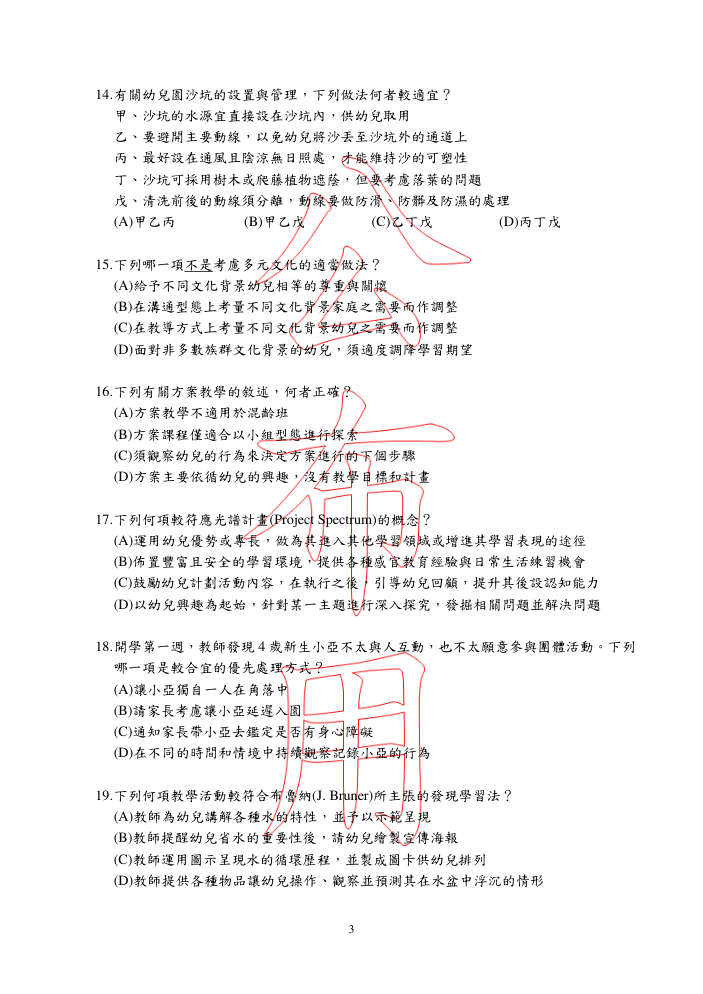 14.有關幼兒園沙坑的設置與管理，下列做法何者較適宜？
甲、沙坑的水源宜直接設在沙坑內，供幼兒取用
乙、要避開主要動線，以免幼兒將沙丟至沙坑外的通道上
丙、最好設在通風且陰涼無日照處，才能維持沙的可塑性
丁、沙坑可採用樹木或爬藤植物遮蔭，但要考慮落葉的問題
戊、清洗前後的動線須分離，動線要做防滑、防髒及防濕的處理
(A)甲乙丙 (B)甲乙戊 (C)乙丁戊 (D)丙丁戊
15.下列哪一項不是考慮多元文化的適當做法？
(A)給予不同文化背景幼兒相等的尊重與關懷
(B)在溝通型態上考量不同文化背景家庭之需要而作調整
(C)在教導方式上考量不同文化背景幼兒之需要而作調整
(D)面對非多數族群文化背景的幼兒，須適度調降學習期望
16.下列有關方案教學的敘述，何者正確？
(A)方案教學不適用於混齡班
(B)方案課程僅適合以小組型態進行探索
(C)須觀察幼兒的行為來決定方案進行的下個步驟
(D)方案主要依循幼兒的興趣，沒有教學目標和計畫
17.下列何項較符應光譜計畫(Project Spectrum)的概念？
(A)運用幼兒優勢或專長，做為其進入其他學習領域或增進其學習表現的途徑
(B)佈置豐富且安全的學習環境，提供各種感官教育經驗與日常生活練習機會
(C)鼓勵幼兒計劃活動內容，在執行之後，引導幼兒回顧，提升其後設認知能力
(D)以幼兒興趣為起始，針對某一主題進行深入探究，發掘相關問題並解決問題
18.開學第一週，教師發現 4 歲新生小亞不太與人互動，也不太願意參與團體活動。下列
哪一項是較合宜的優先處理方式？
(A)讓小亞獨自一人在角落中
(B)請家長考慮讓小亞延遲入園
(C)通知家長帶小亞去鑑定是否有身心障礙
(D)在不同的時間和情境中持續觀察記錄小亞的行為
19.下列何項教學活動較符合布魯納(J. Bruner)所主張的發現學習法？
(A)教師為幼兒講解各種水的特性，並予以示範呈現
(B)教師提醒幼兒省水的重要性後，請幼兒繪製宣傳海報
(C)教師運用圖示呈現水的循環歷程，並製成圖卡供幼兒排列
(D)教師提供各種物品讓幼兒操作、觀察並預測其在水盆中浮沉的情形
公
布
用
3